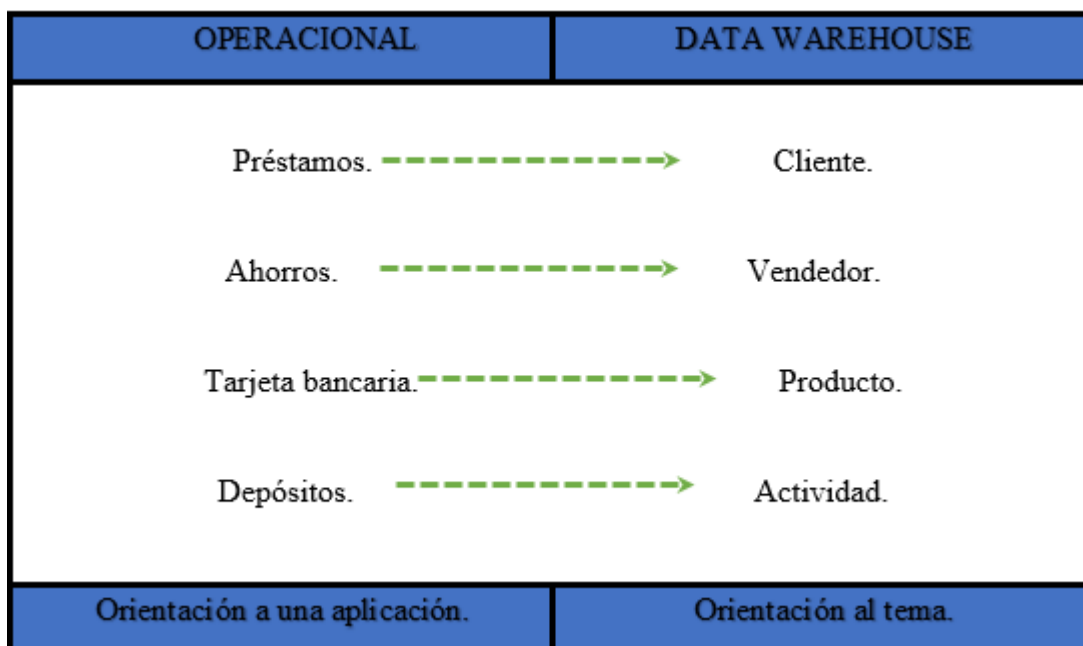 OPERACIONAL DATA WAREHOUSE
Préstamos. Cliente.
Ahorros. Vendedor.
Tarjeta bancaria. Producto.
Depósitos. Actividad.
Orientación a una aplicación. Orientación al tema.